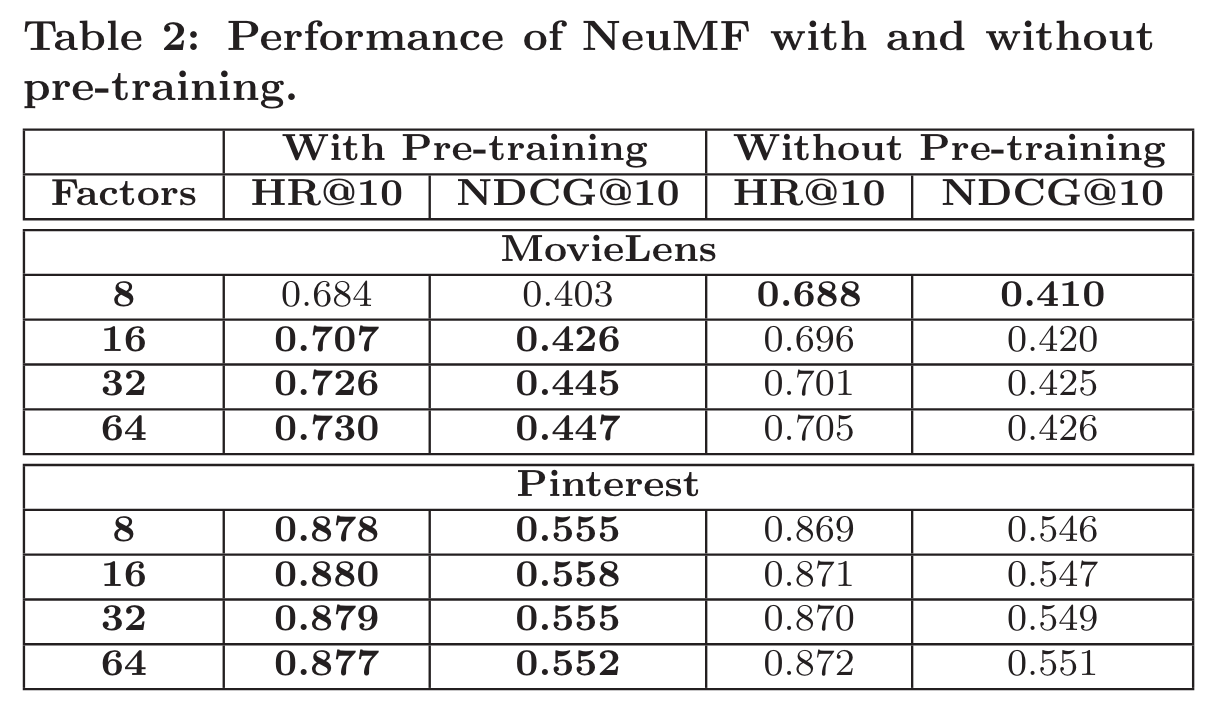 Table 2: Performance of NeuMF with and without
pre-training.
With Pre-training Without Pre-training
Factors HR@10 NDCG@10 HR@10 NDCG@10
MovieLens
8 0.684 0.403 0.688 0.410
16 0.707 0.426 0.696 0.420
32 0.726 0.445 0.701 0.425
64 0.730 0.447 0.705 0.426
Pinterest
8 0.878 0.555 0.869 0.546
16 0.880 0.558 0.871 0.547
32 0.879 0.555 0.870 0.549
64 0.877 0.552 0.872 0.551